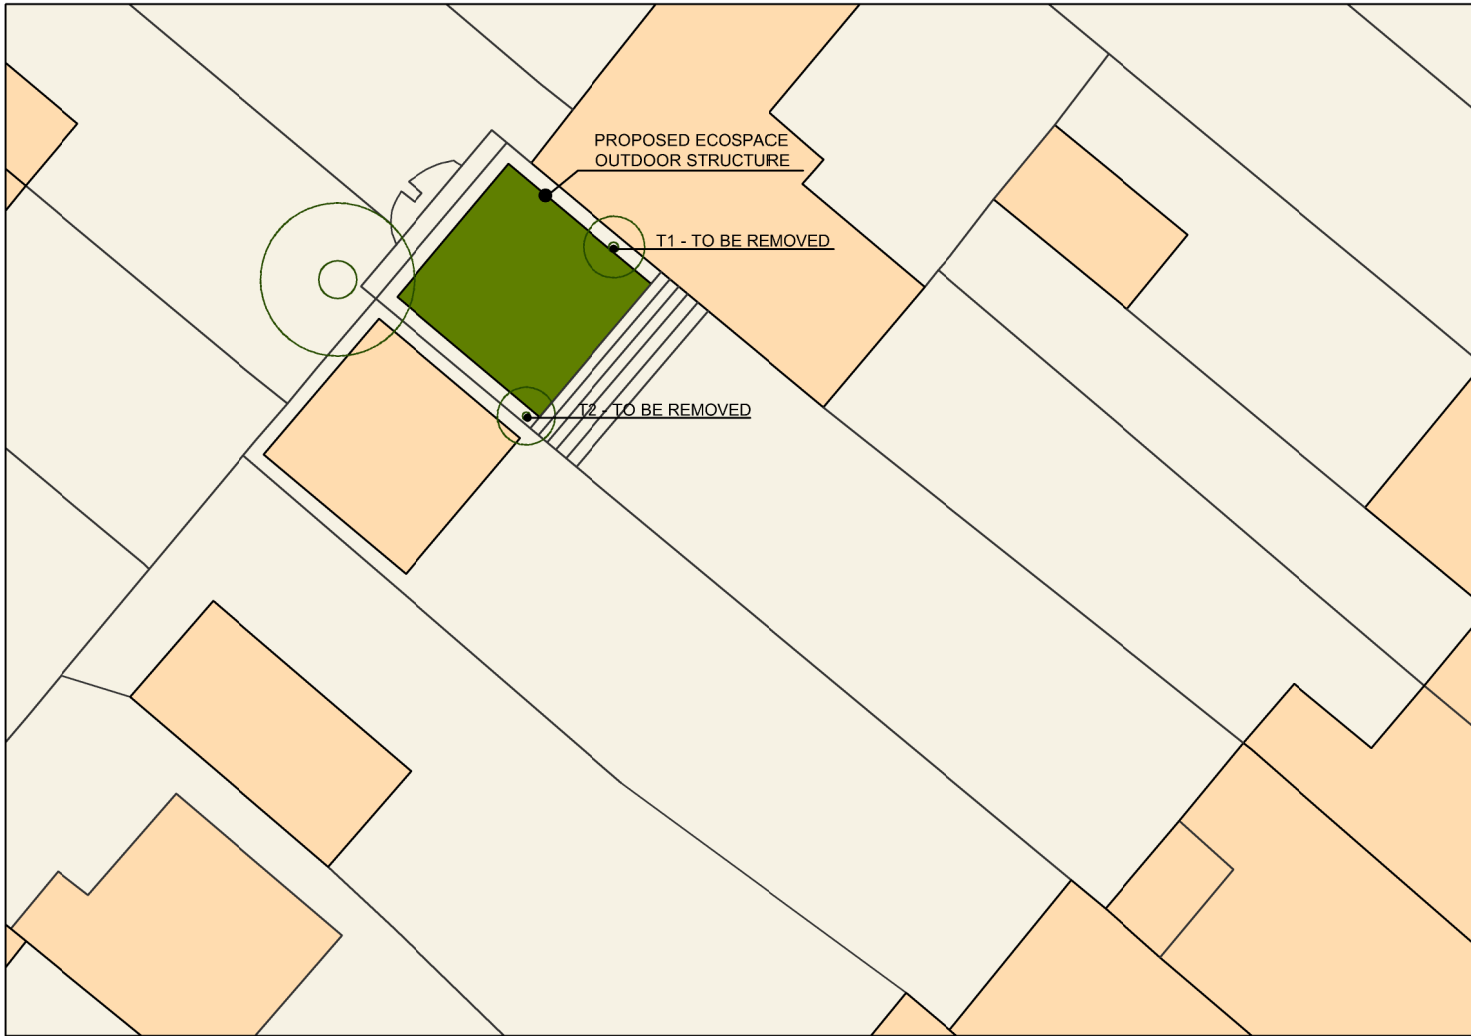 PROPOSED ECOSPACE
OUTDOOR STRUCTURE
T1 - TO BE REMOVED
T2 - TO BE REMOVED